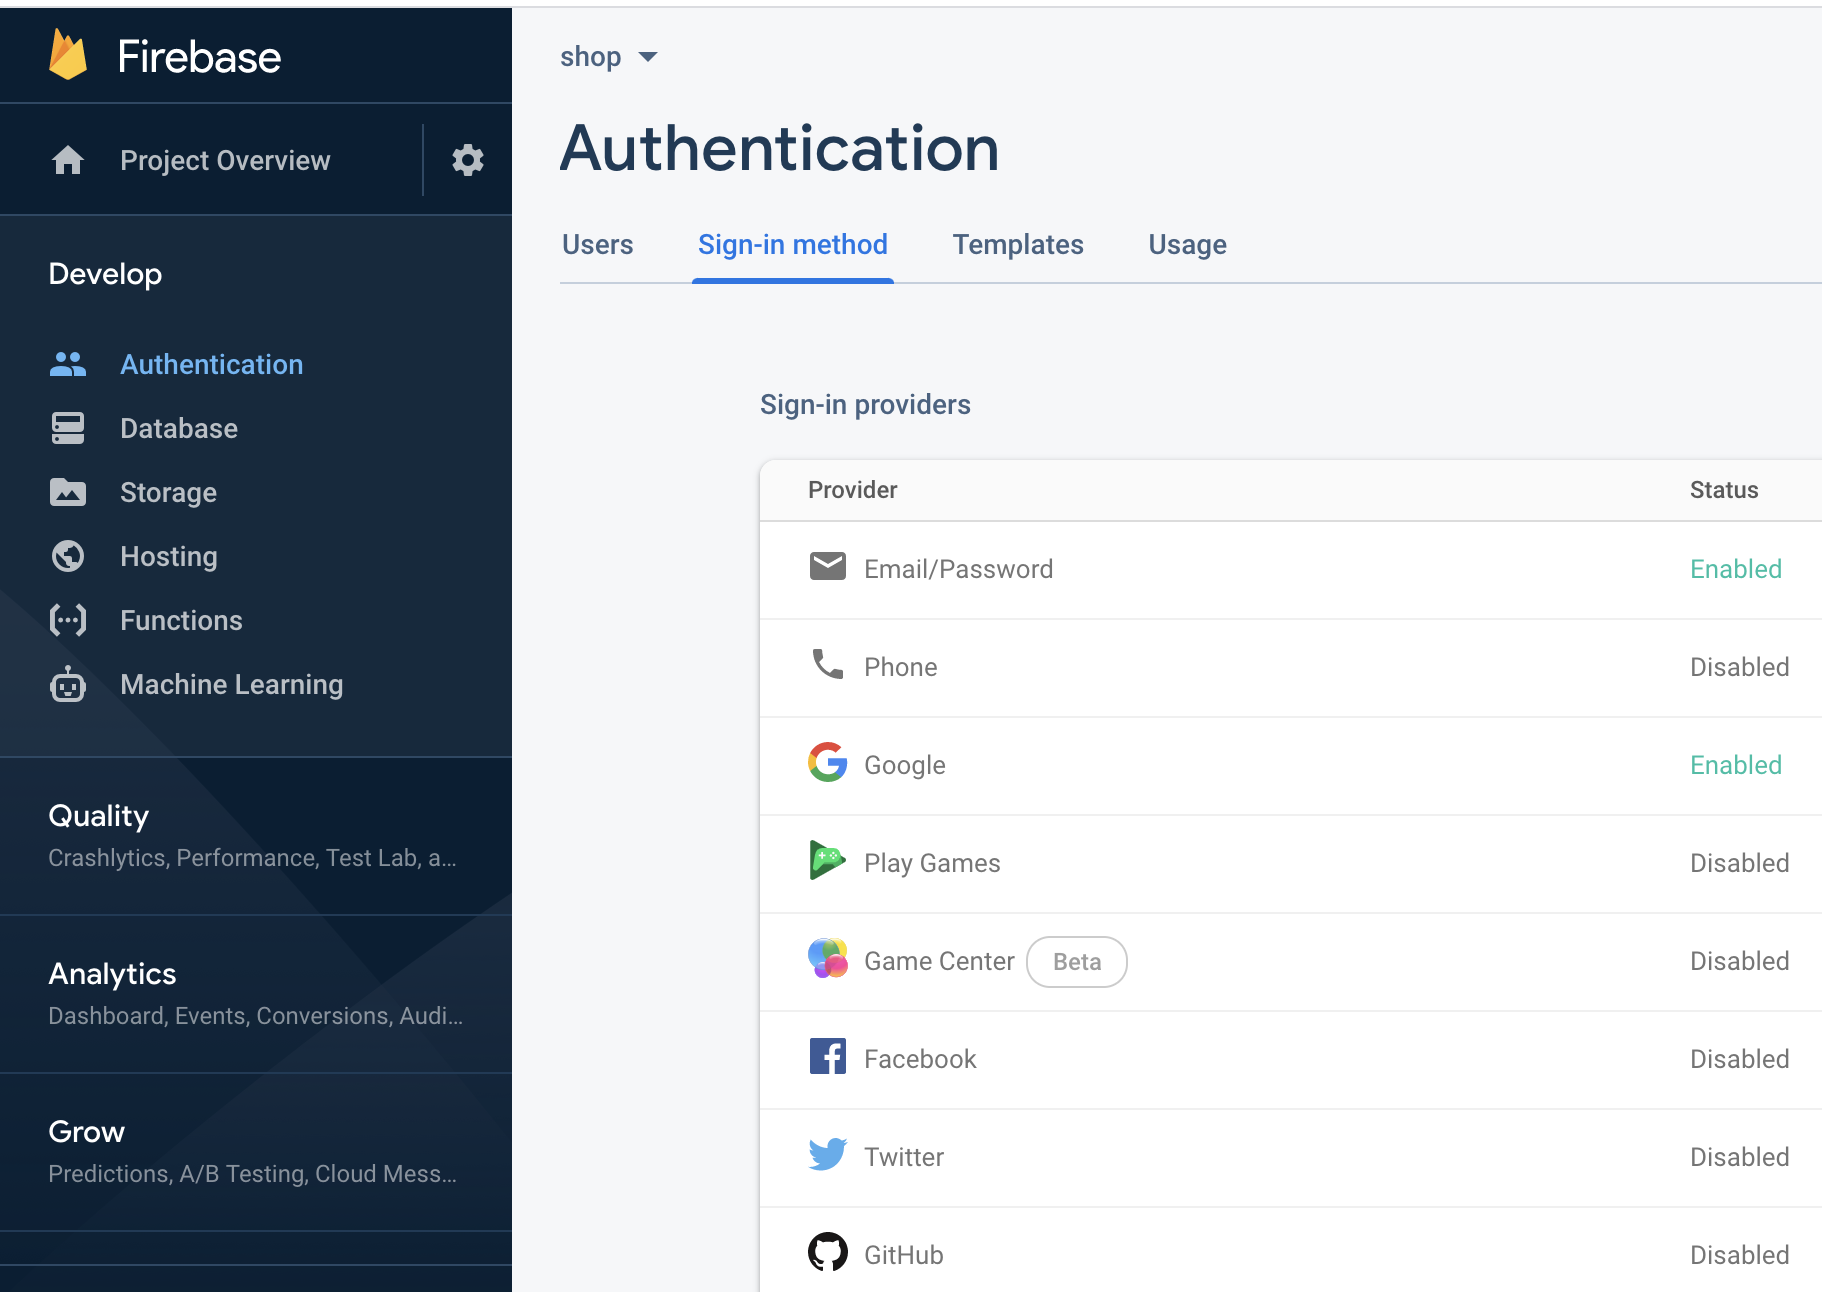 Firebase
Project Overview
Develop
Authentication
Database
Storage
Hosting
Functions
Machine Learning
Quality
Crashlytics, Performance, Test Lab, a...
Analytics
Dashboard, Events, Conversions, Audi...
Grow
Predictions, A/B Testing, Cloud Mess...
shop
Authentication
Users Sign-in method Templates Usage
Sign-in providers
Provider Status
Email/Password Enabled
Phone Disabled
Google Enabled
Play Games Disabled
Game Center Beta Disabled
Facebook Disabled
Twitter Disabled
GitHub Disabled